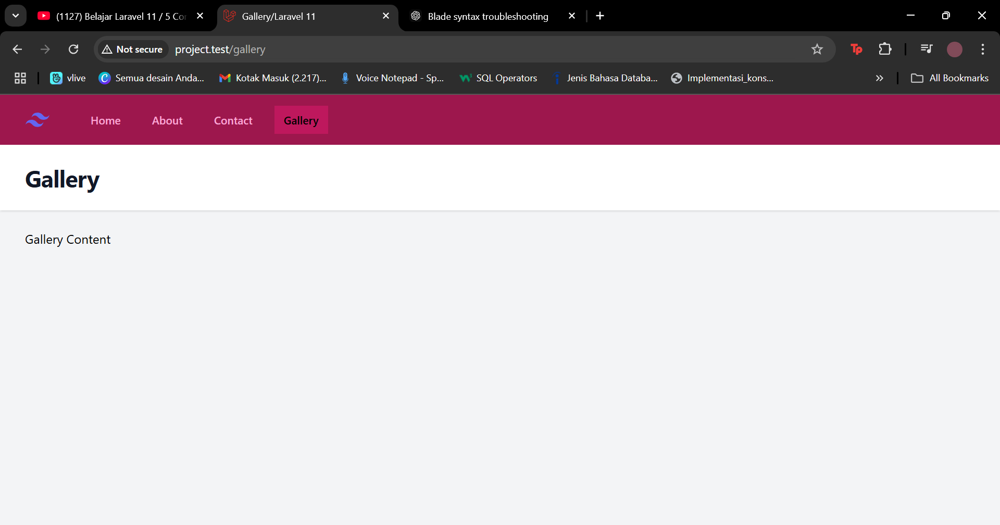 (1127) Belajar Laravel 11 / 5 Cor
Gallery/Laravel 11
Blade syntax troubleshooting
Not secure
project.test/gallery
Tp
vlive
Semua desain Anda...
Kotak Masuk (2.217)...
Voice Notepad - Sp...
SQL Operators
Jenis Bahasa Databa...
Implementasi_kons...
All Bookmarks
Home
About
Contact
Gallery
Gallery
Gallery Content